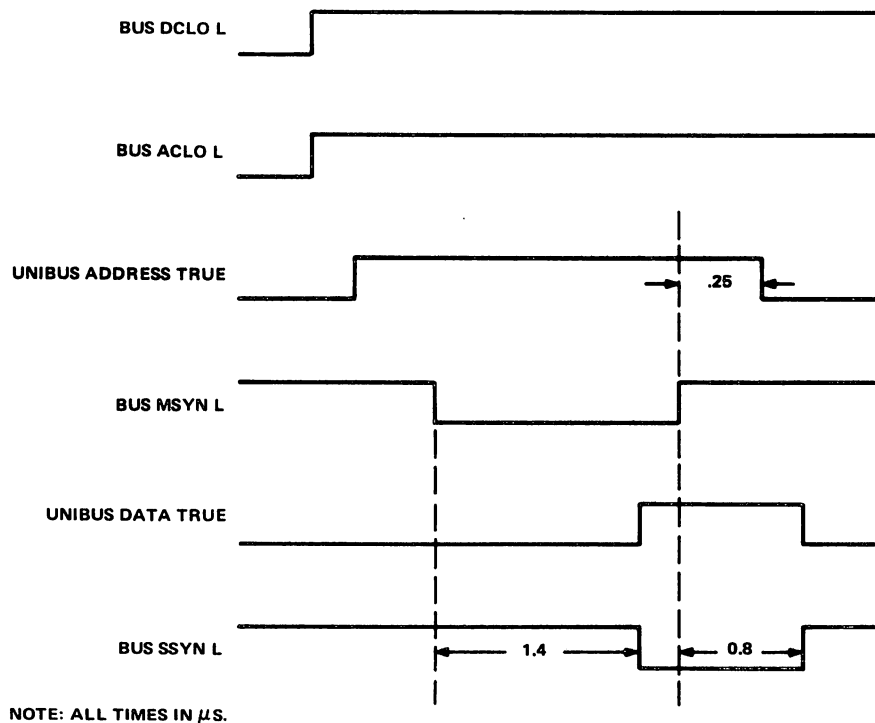 BUS DCLO L
BUS ACLO L
UNIBUS ADDRESS TRUE
.25
BUS MSYN L
UNIBUS DATA TRUE
BUS SSYN L
1.4
0.8
NOTE: ALL TIMES IN μS.